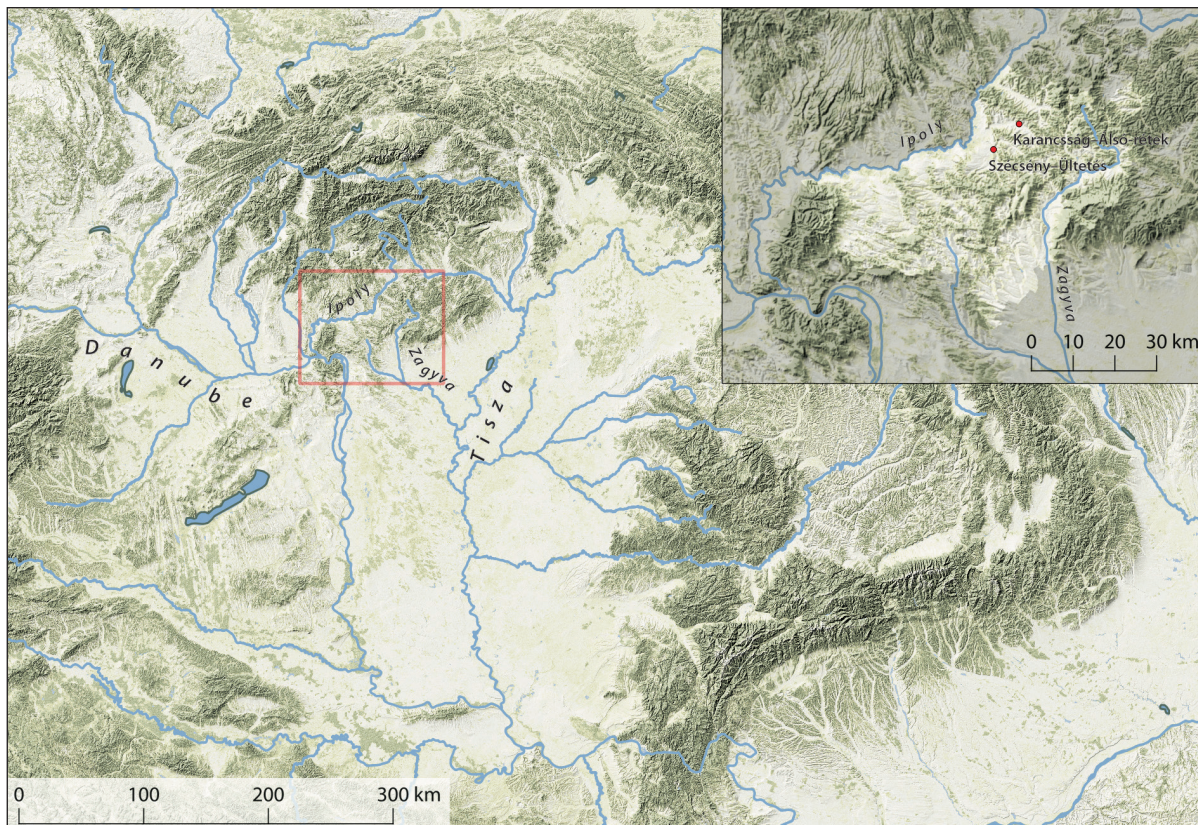 Ipoly
Karancsság–Alsó-rétek
Szécsény–Ültetés
Zagyva
0 10 20 30 km
Ipoly
Zagyva
Danube
Tisza
0 100 200 300 km